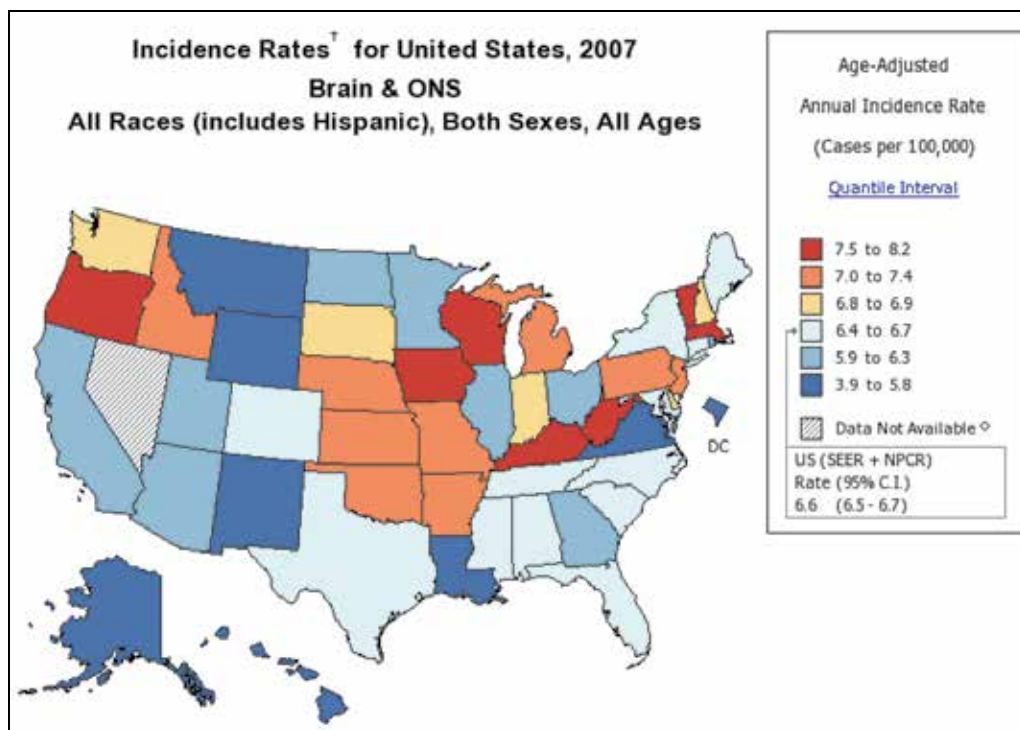 Incidence Rates† for United States, 2007
Brain & ONS
All Races (includes Hispanic), Both Sexes, All Ages
Age-Adjusted
Annual Incidence Rate
(Cases per 100,000)
Quantile Interval
7.5 to 8.2
7.0 to 7.4
6.8 to 6.9
6.4 to 6.7
5.9 to 6.3
3.9 to 5.8
Data Not Available ◇
US (SEER + NPCR)
Rate (95% C.I.)
6.6 (6.5 - 6.7)
DC